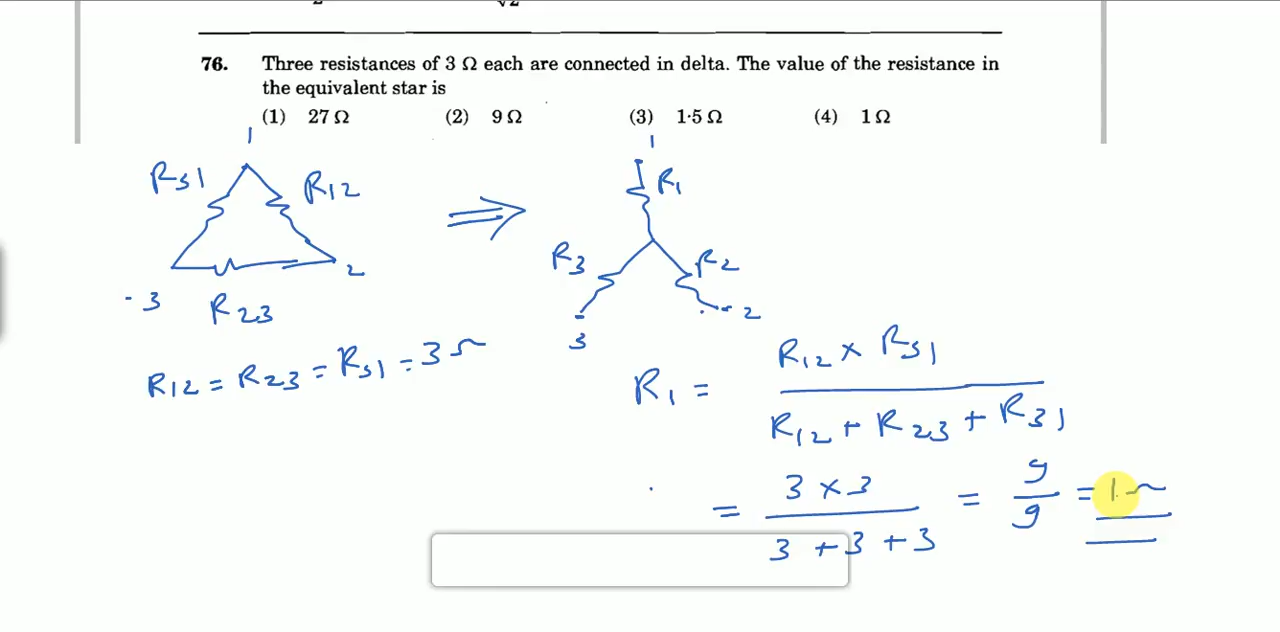 76. Three resistances of 3 Ω each are connected in delta. The value of the resistance in
the equivalent star is
(1) 27 Ω (2) 9 Ω (3) 1·5 Ω (4) 1 Ω
1
R31 R12
3 2
R23
1
R1
R3 R2
3 2
R12 = R23 = R31 = 3 Ω
R1 = R12 × R31
R12 + R23 + R31
= 3 × 3 = 9 = 1 Ω
3 + 3 + 3 9